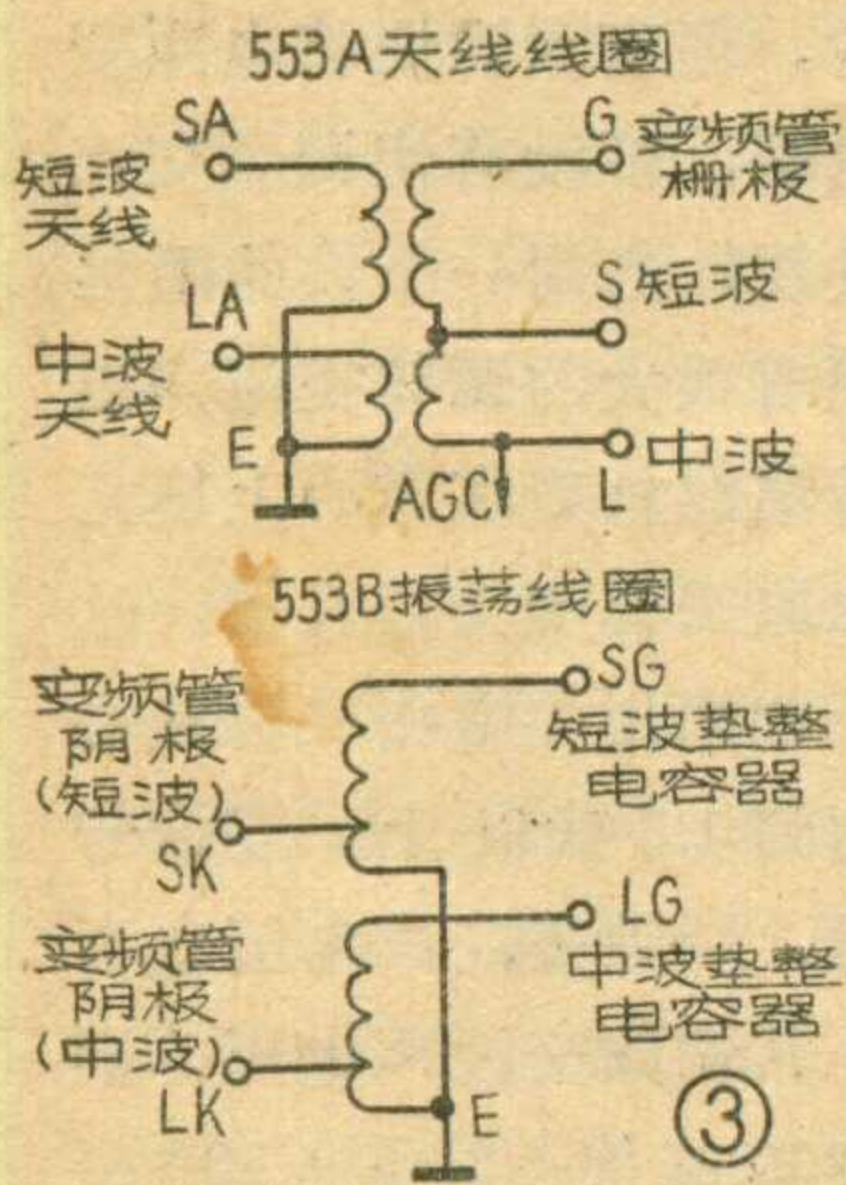 553A天线线圈
SA
短波
天线
G
变频管
栅极
S 短波
LA
中波
天线
E
AGC
L
中波
553B振荡线圈
变频管
阴极
(短波)
SK
SG
短波垫整
电容器
变频管
阴极
(中波)
LK
LG
中波垫整
电容器
E
③